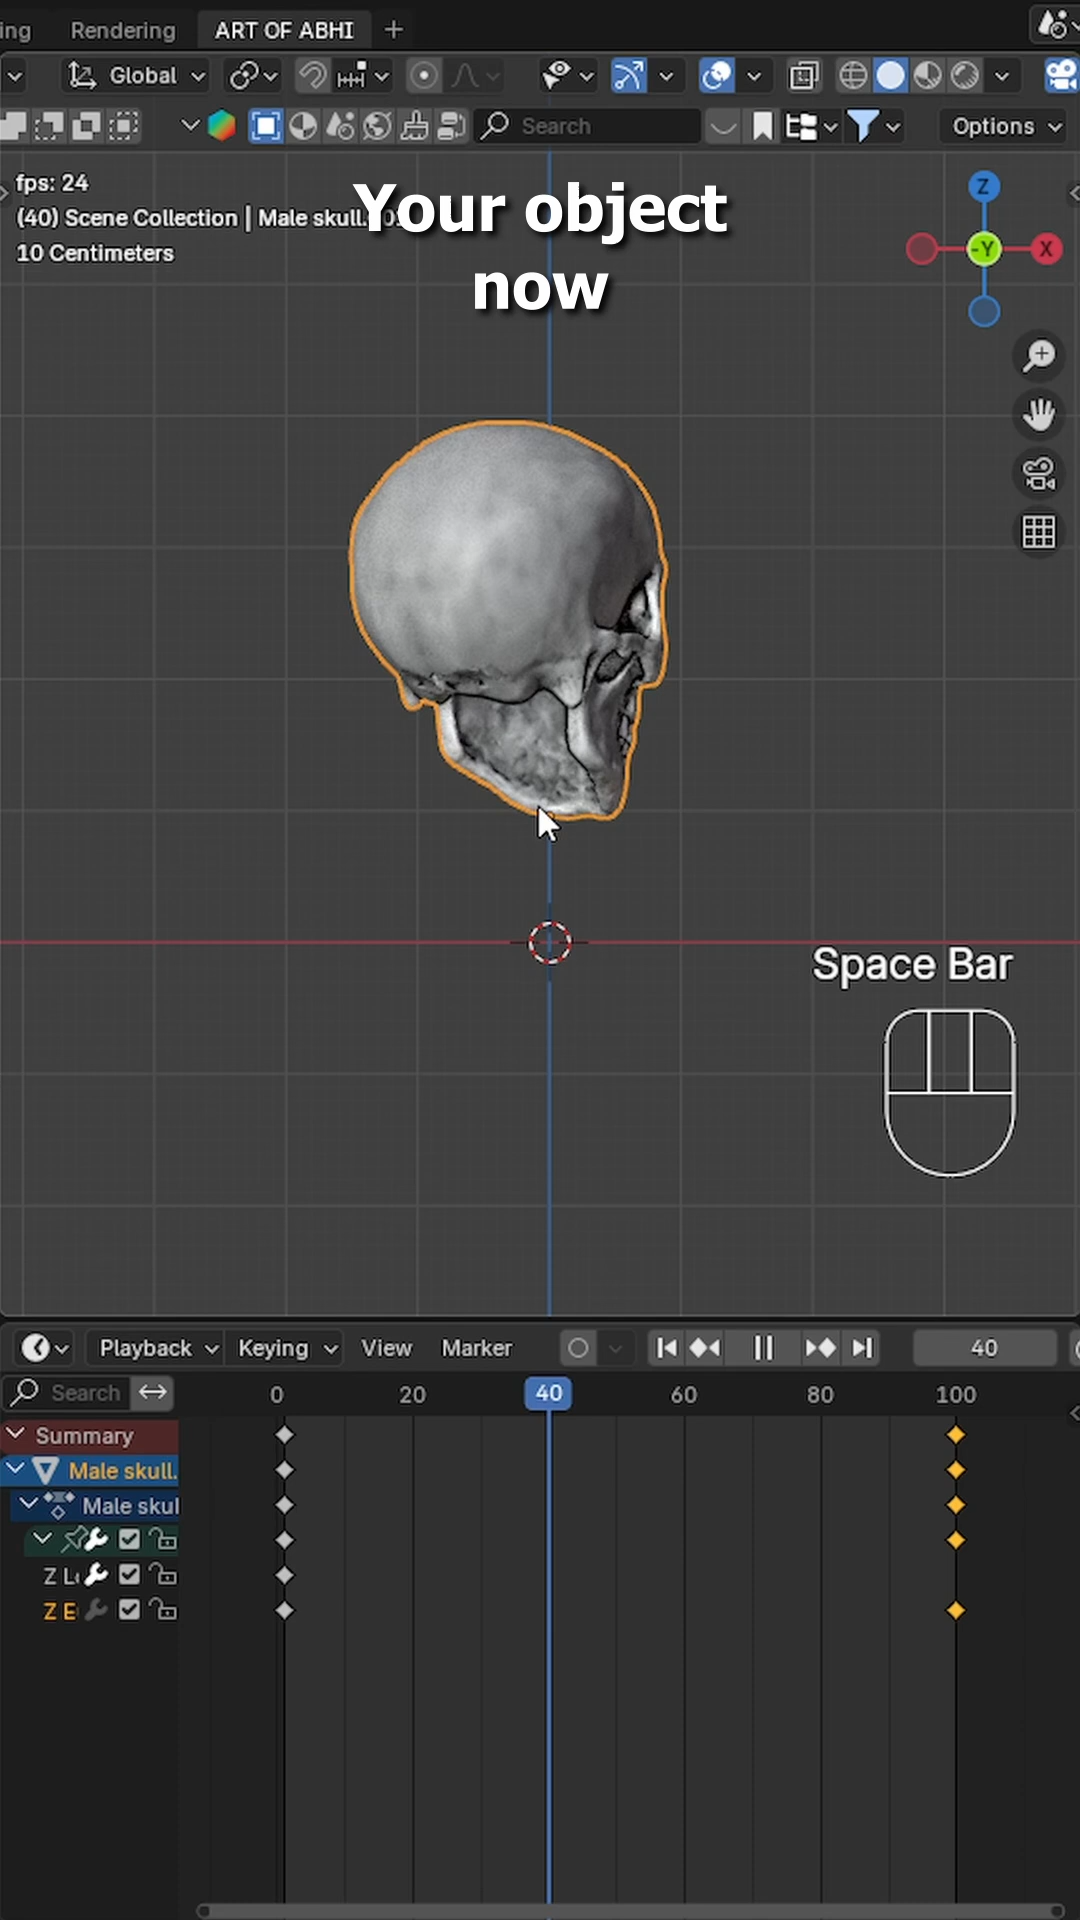 ing Rendering ART OF ABHI +
Global
Search Options
fps: 24
(40) Scene Collection | Male skull.
10 Centimeters
Your object
now
Z
-Y X
Space Bar
Playback Keying View Marker 40
Search 0 20 40 60 80 100
Summary
Male skull.
Male skul
Z L
Z E